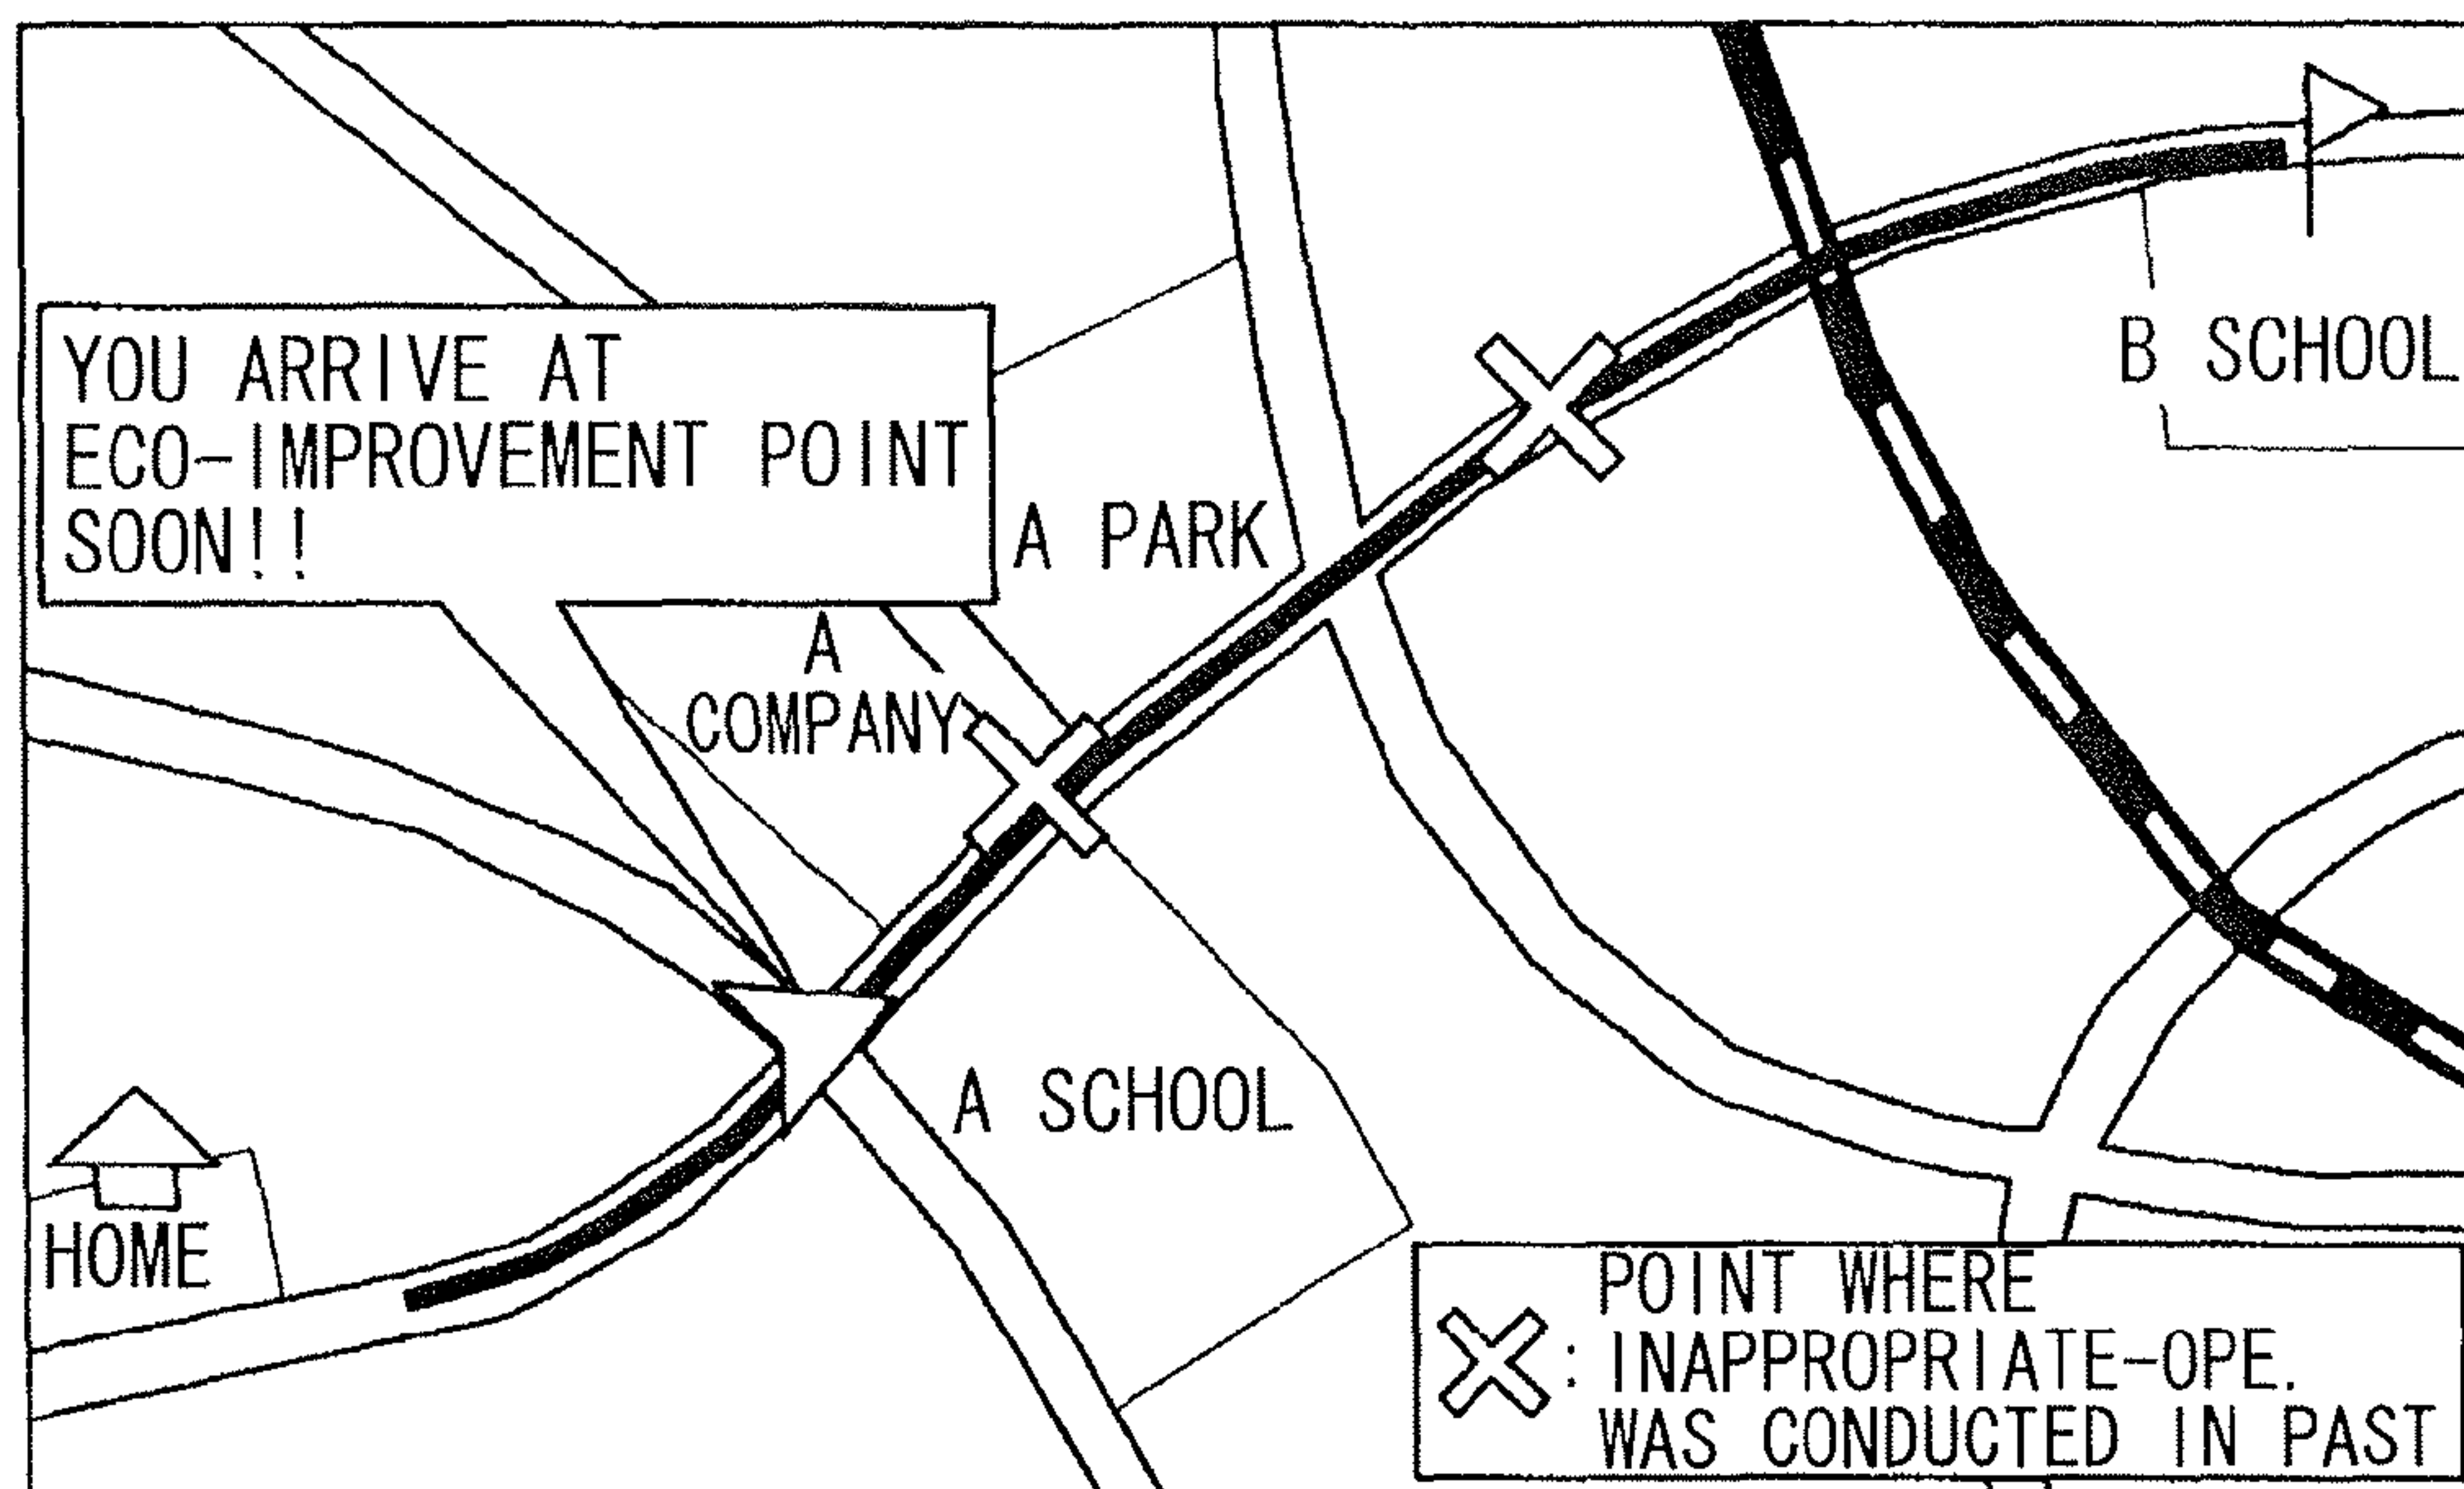 YOU ARRIVE AT
ECO-IMPROVEMENT POINT
SOON!!
A PARK
B SCHOOL
A
COMPANY
A SCHOOL
HOME
POINT WHERE
: INAPPROPRIATE-OPE.
WAS CONDUCTED IN PAST